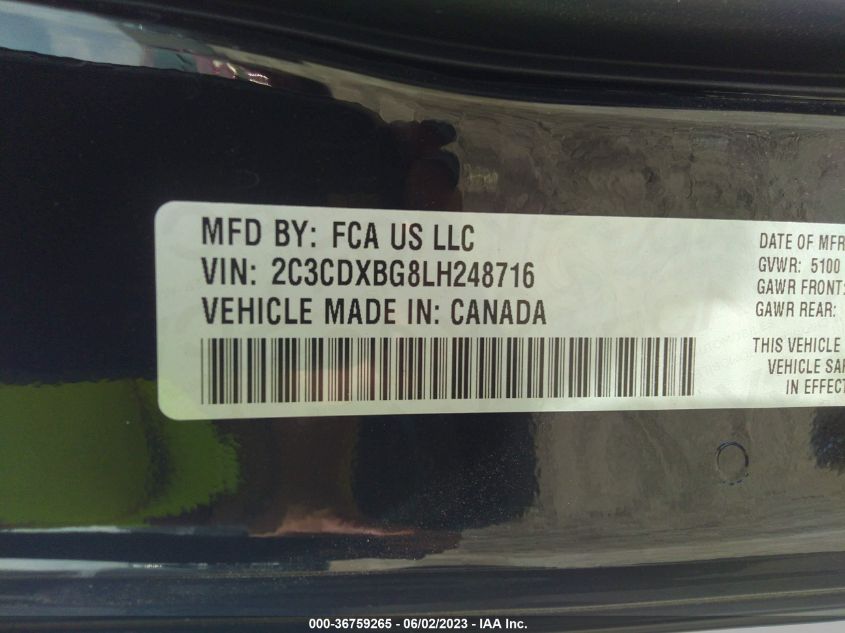 MFD BY: FCA US LLC
VIN: 2C3CDXBG8LH248716
VEHICLE MADE IN: CANADA
DATE OF MFR
GVWR: 5100
GAWR FRONT:
GAWR REAR:
THIS VEHICLE
VEHICLE SAF
IN EFFECT
000-36759265 - 06/02/2023 - IAA Inc.